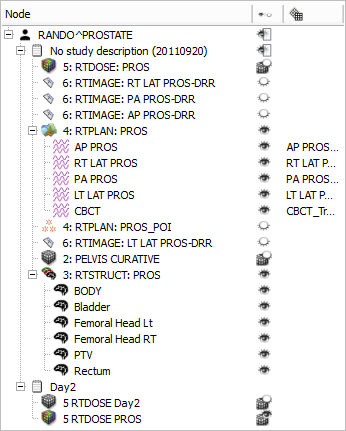 Node
RANDO^PROSTATE
No study description (20110920)
5: RTDOSE: PROS
6: RTIMAGE: RT LAT PROS-DRR
6: RTIMAGE: PA PROS-DRR
6: RTIMAGE: AP PROS-DRR
4: RTPLAN: PROS
AP PROS AP PROS...
RT LAT PROS RT LAT P...
PA PROS PA PROS...
LT LAT PROS LT LAT P...
CBCT CBCT_Tr...
4: RTPLAN: PROS_POI
6: RTIMAGE: LT LAT PROS-DRR
2: PELVIS CURATIVE
3: RTSTRUCT: PROS
BODY
Bladder
Femoral Head Lt
Femoral Head RT
PTV
Rectum
Day2
5 RTDOSE Day2
5 RTDOSE PROS